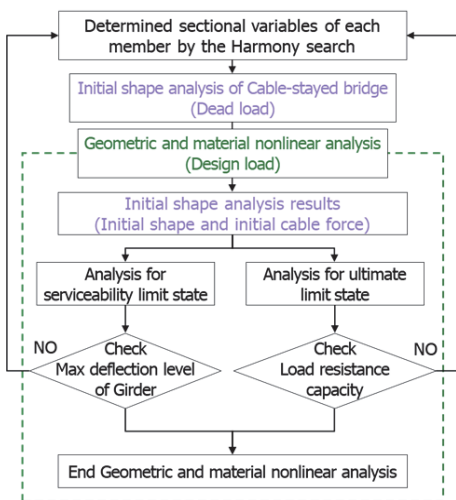 Determined sectional variables of each
member by the Harmony search
Initial shape analysis of Cable-stayed bridge
(Dead load)
Geometric and material nonlinear analysis
(Design load)
Initial shape analysis results
(Initial shape and initial cable force)
Analysis for
serviceability limit state
Analysis for ultimate
limit state
NO
Check
Max deflection level
of Girder
Check
Load resistance
capacity
NO
End Geometric and material nonlinear analysis